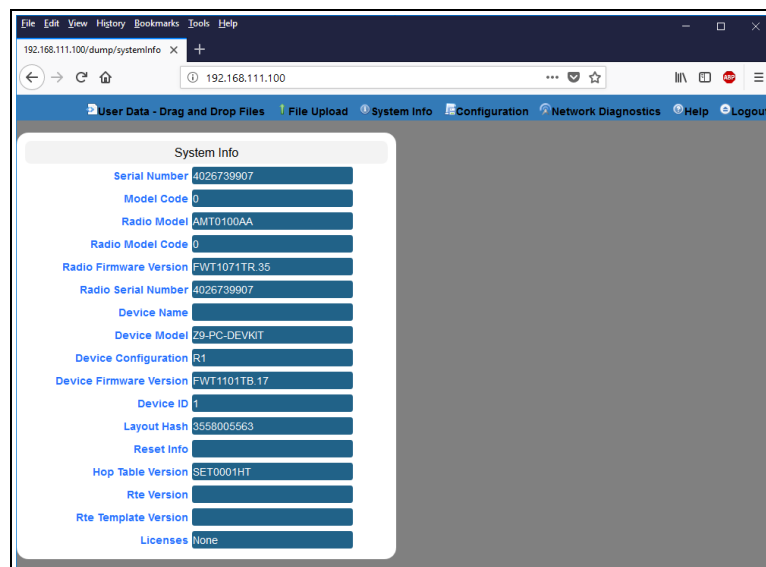 File Edit View History Bookmarks Tools Help
192.168.111.100/dump/systemInfo
192.168.111.100
ABP
User Data - Drag and Drop Files File Upload System Info Configuration Network Diagnostics Help Logout
System Info
Serial Number 4026739907
Model Code 0
Radio Model AMT0100AA
Radio Model Code 0
Radio Firmware Version FWT1071TR.35
Radio Serial Number 4026739907
Device Name
Device Model Z9-PC-DEVKIT
Device Configuration R1
Device Firmware Version FWT1101TB.17
Device ID 1
Layout Hash 3558005563
Reset Info
Hop Table Version SET0001HT
Rte Version
Rte Template Version
Licenses None